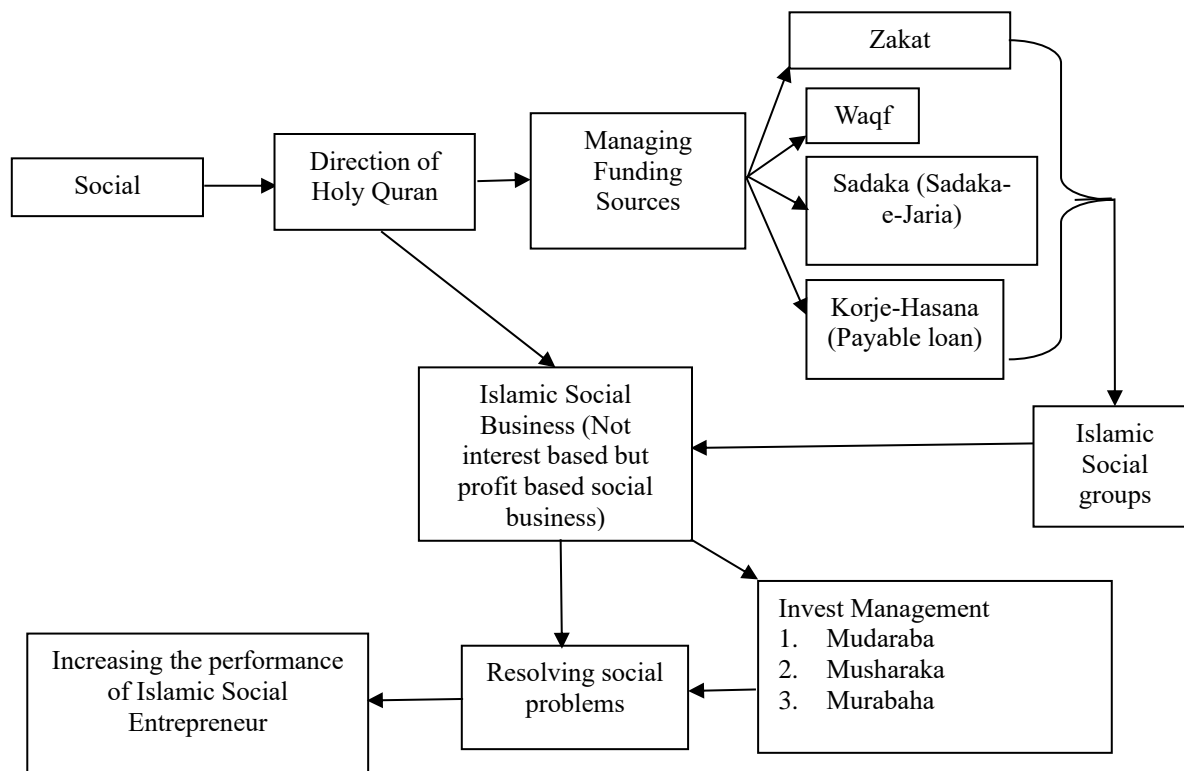 Zakat
Waqf
Managing
Funding
Sources
Direction of
Holy Quran
Social
Sadaka (Sadaka-
e-Jaria)
Korje-Hasana
(Payable loan)
Islamic Social
Business (Not
interest based but
profit based social
business)
Islamic
Social
groups
Invest Management
1. Mudaraba
2. Musharaka
3. Murabaha
Resolving social
problems
Increasing the performance
of Islamic Social
Entrepreneur